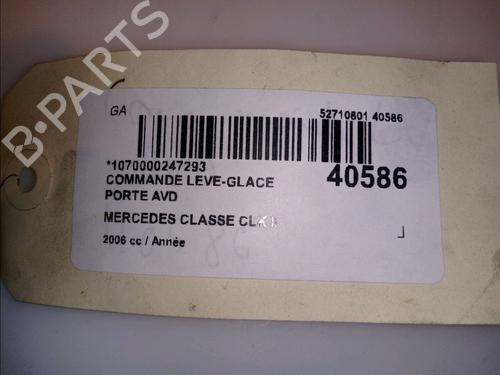 B-PARTS
GA
52710801 40586
*1070000247293
40586
COMMANDE LEVE-GLACE
PORTE AVD
MERCEDES CLASSE CLK
2006 cc / Année